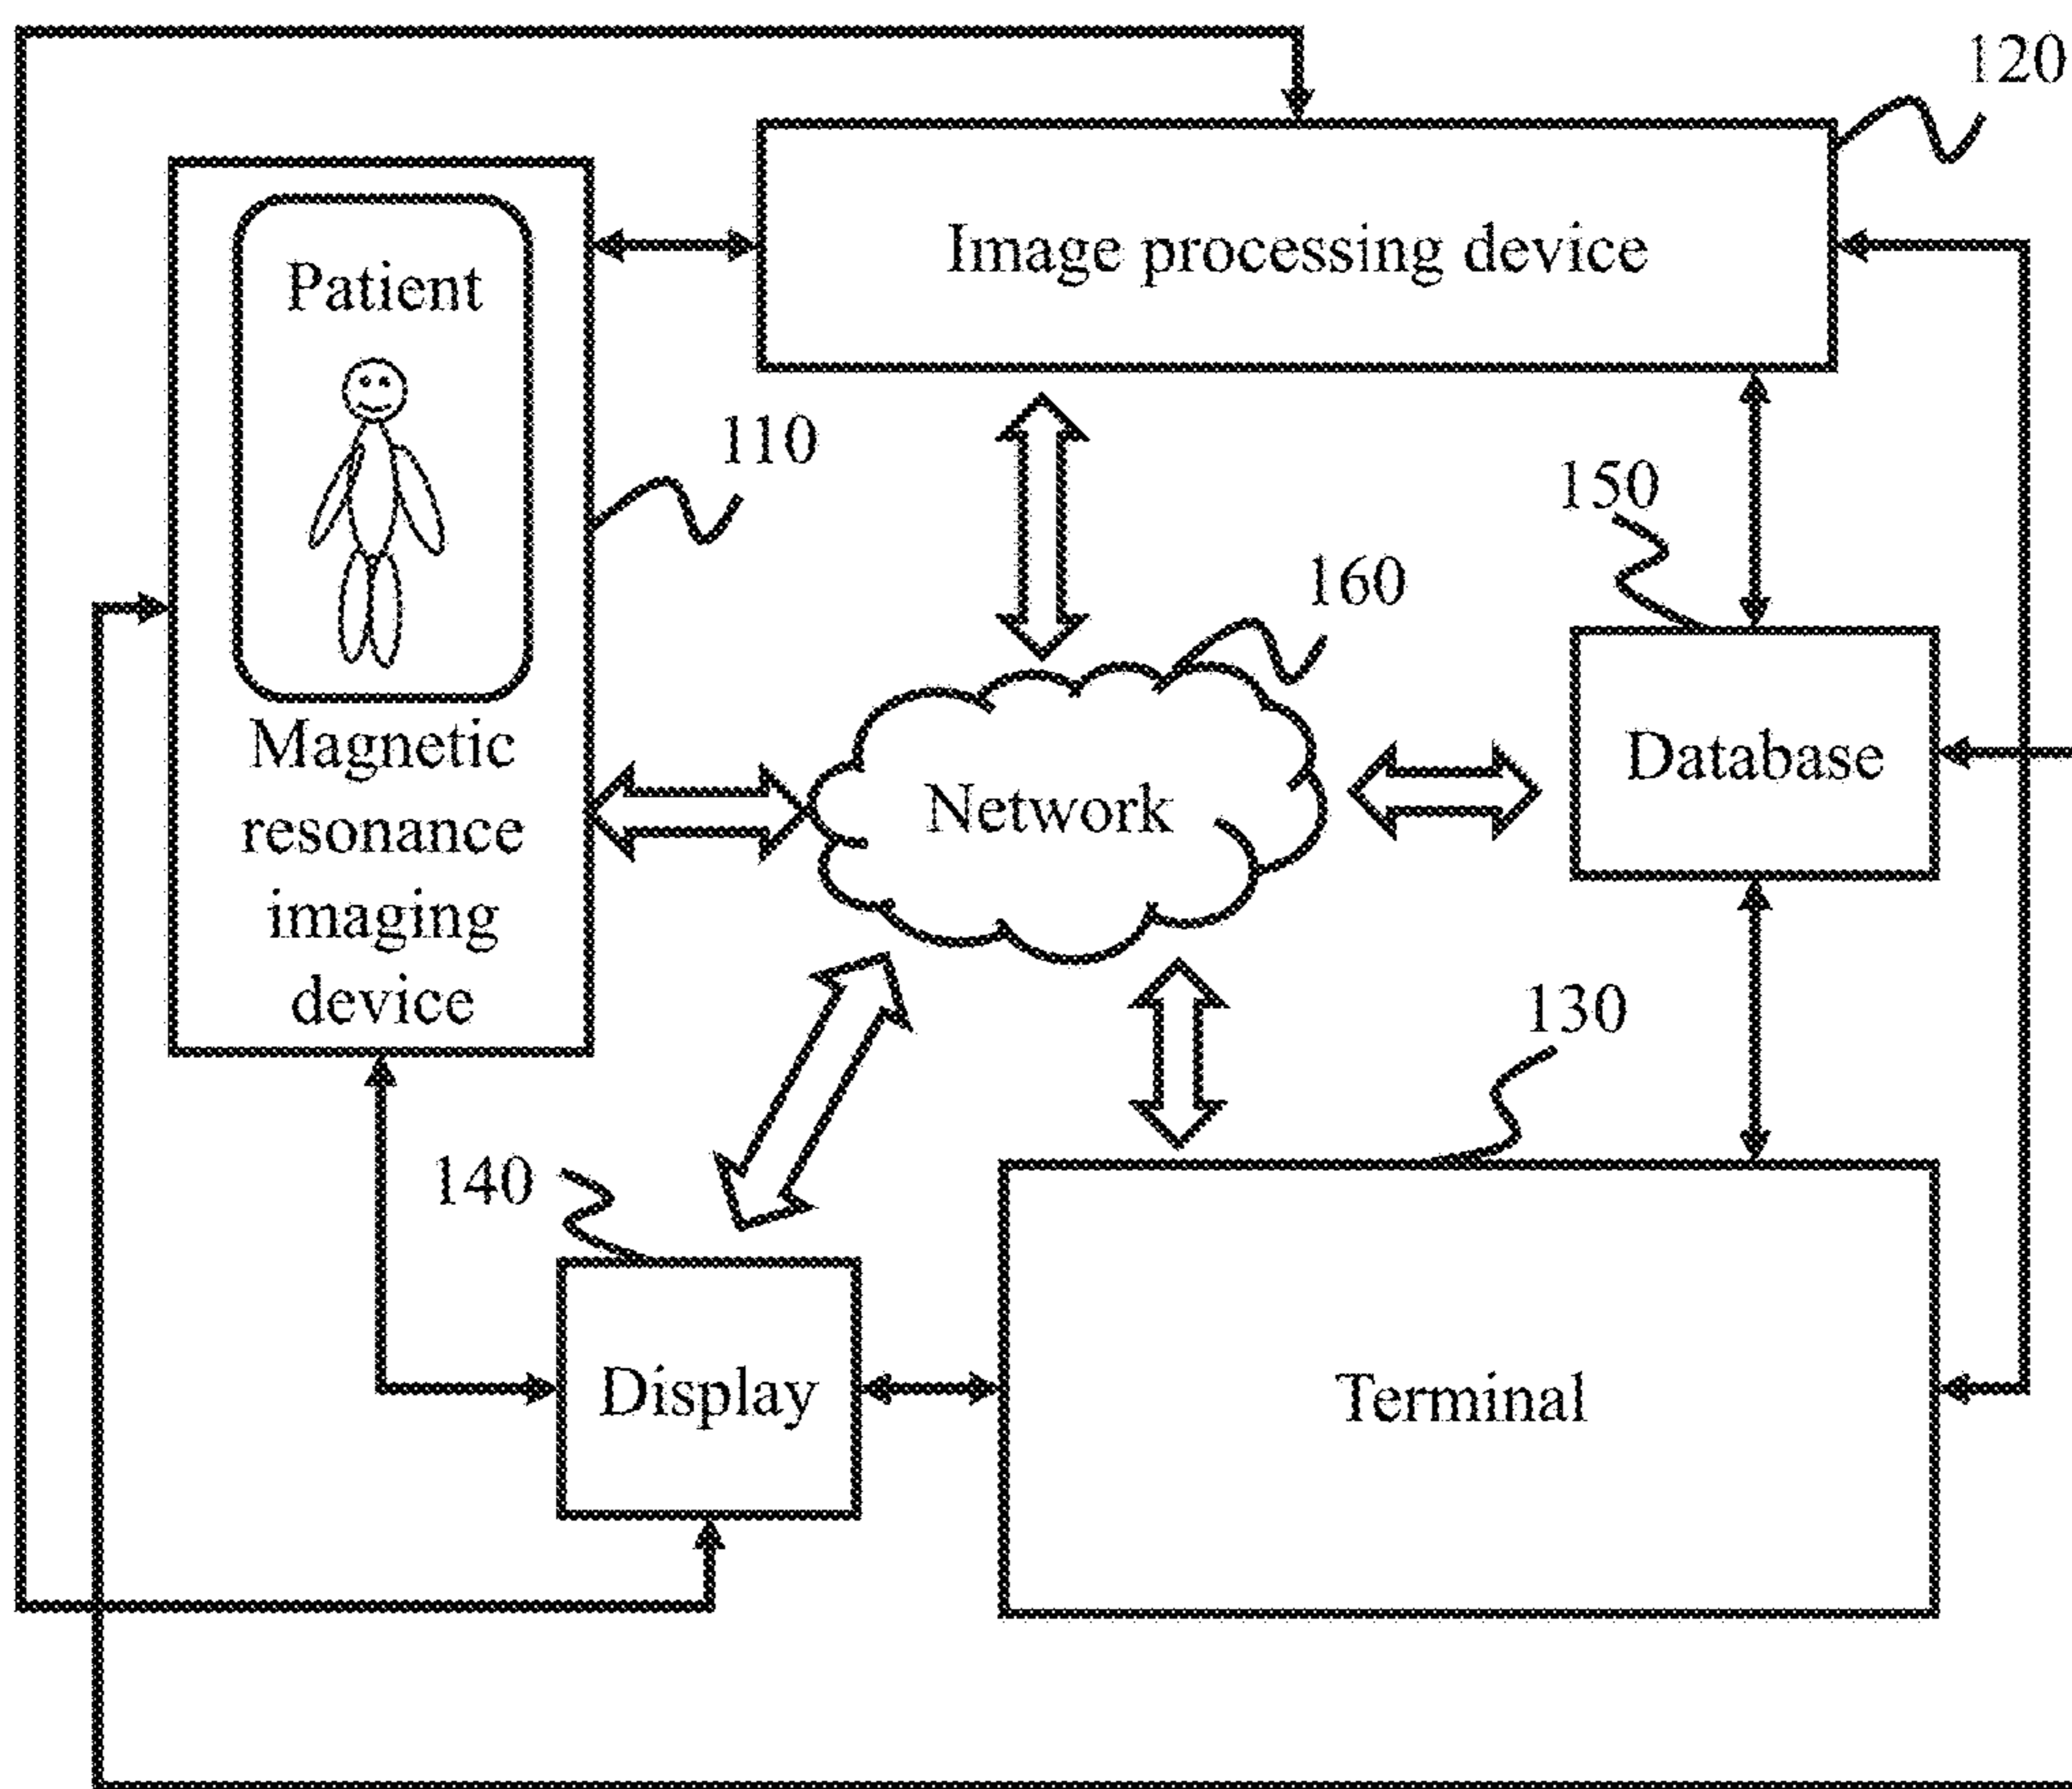 120
Image processing device
Patient
110
150
160
Magnetic
resonance
imaging
device
Network
Database
130
140
Display
Terminal